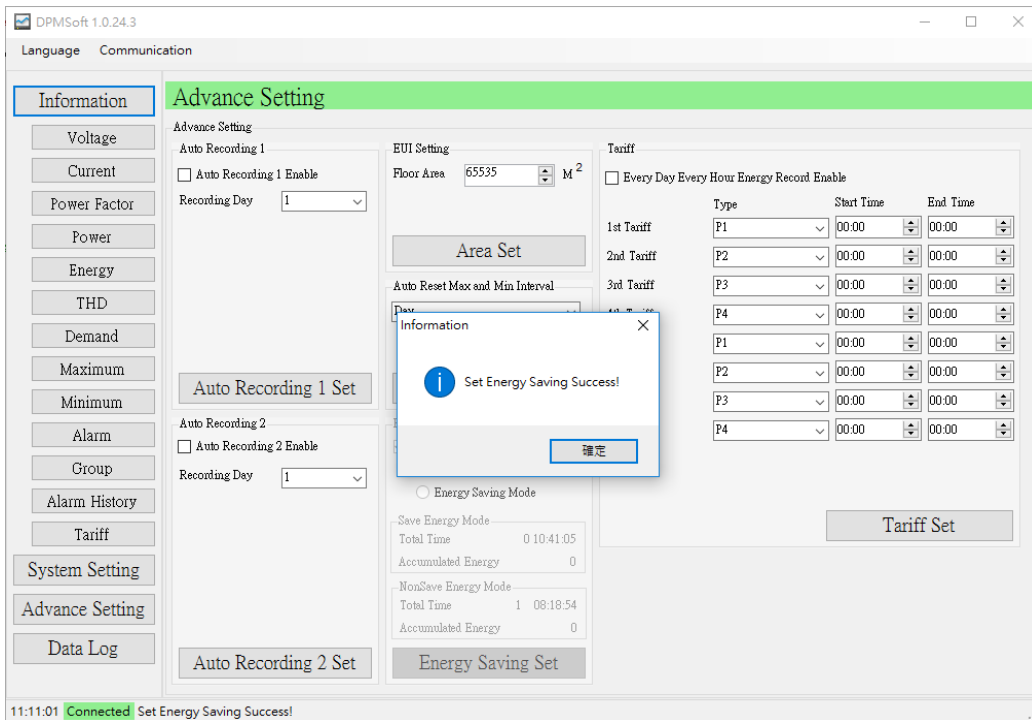 DPMSoft 1.0.24.3
Language Communication
Information
Voltage
Current
Power Factor
Power
Energy
THD
Demand
Maximum
Minimum
Alarm
Group
Alarm History
Tariff
System Setting
Advance Setting
Data Log
Advance Setting
Advance Setting
Auto Recording 1
Auto Recording 1 Enable
Recording Day 1
Auto Recording 1 Set
Auto Recording 2
Auto Recording 2 Enable
Recording Day 1
Auto Recording 2 Set
EUI Setting
Floor Area 65535 M 2
Area Set
Auto Reset Max and Min Interval
Day
Information
Set Energy Saving Success!
確定
Energy Saving Mode
Save Energy Mode
Total Time 0 10:41:05
Accumulated Energy 0
NonSave Energy Mode
Total Time 1 08:18:54
Accumulated Energy 0
Energy Saving Set
Tariff
Every Day Every Hour Energy Record Enable
Type Start Time End Time
1st Tariff P1 00:00 00:00
2nd Tariff P2 00:00 00:00
3rd Tariff P3 00:00 00:00
P4 00:00 00:00
P1 00:00 00:00
P2 00:00 00:00
P3 00:00 00:00
P4 00:00 00:00
Tariff Set
11:11:01 Connected Set Energy Saving Success!